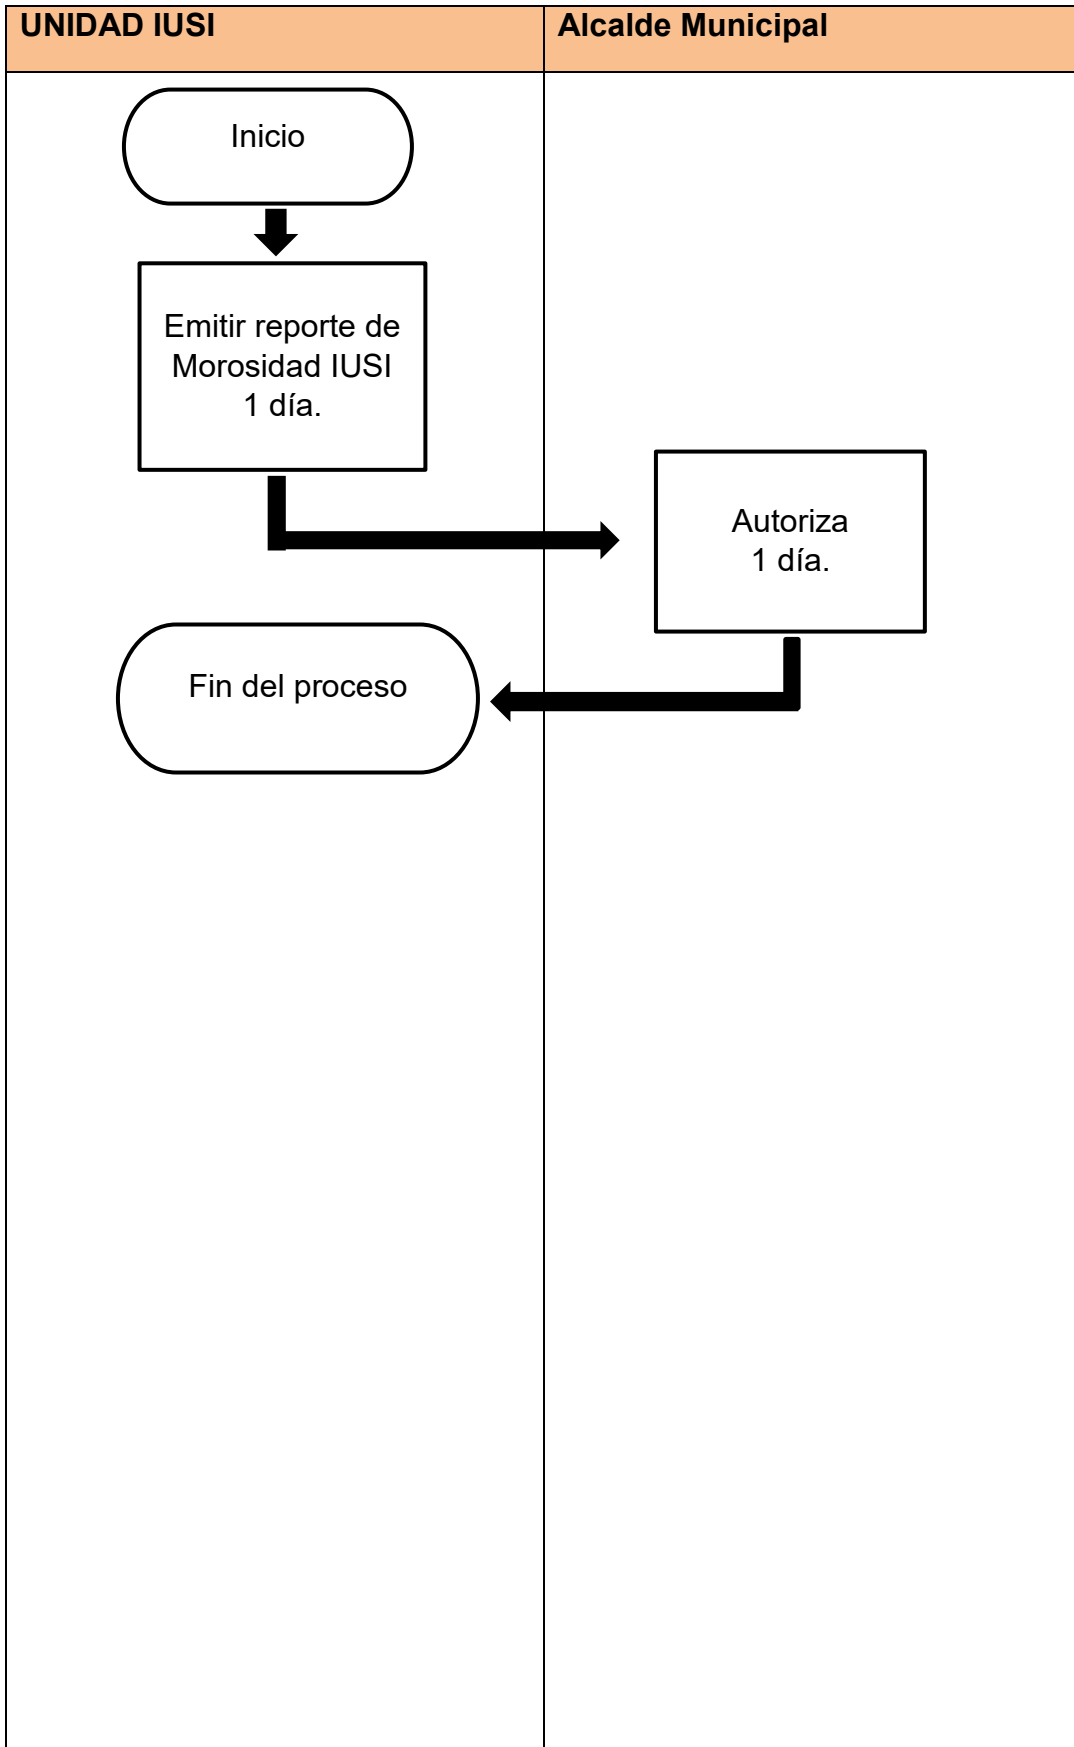 UNIDAD IUSI
Alcalde Municipal
Inicio
Emitir reporte de
Morosidad IUSI
1 día.
Autoriza
1 día.
Fin del proceso